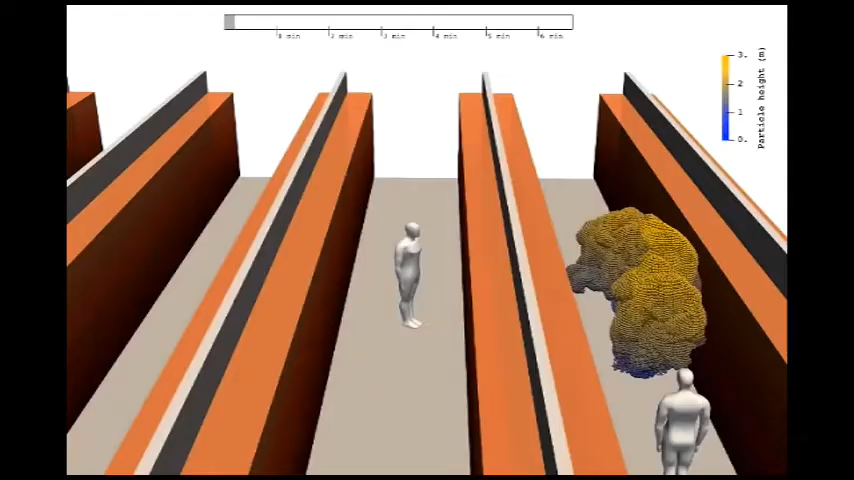 1 min
2 min
3 min
4 min
5 min
6 min
3.
2
1
0.
Particle height (m)